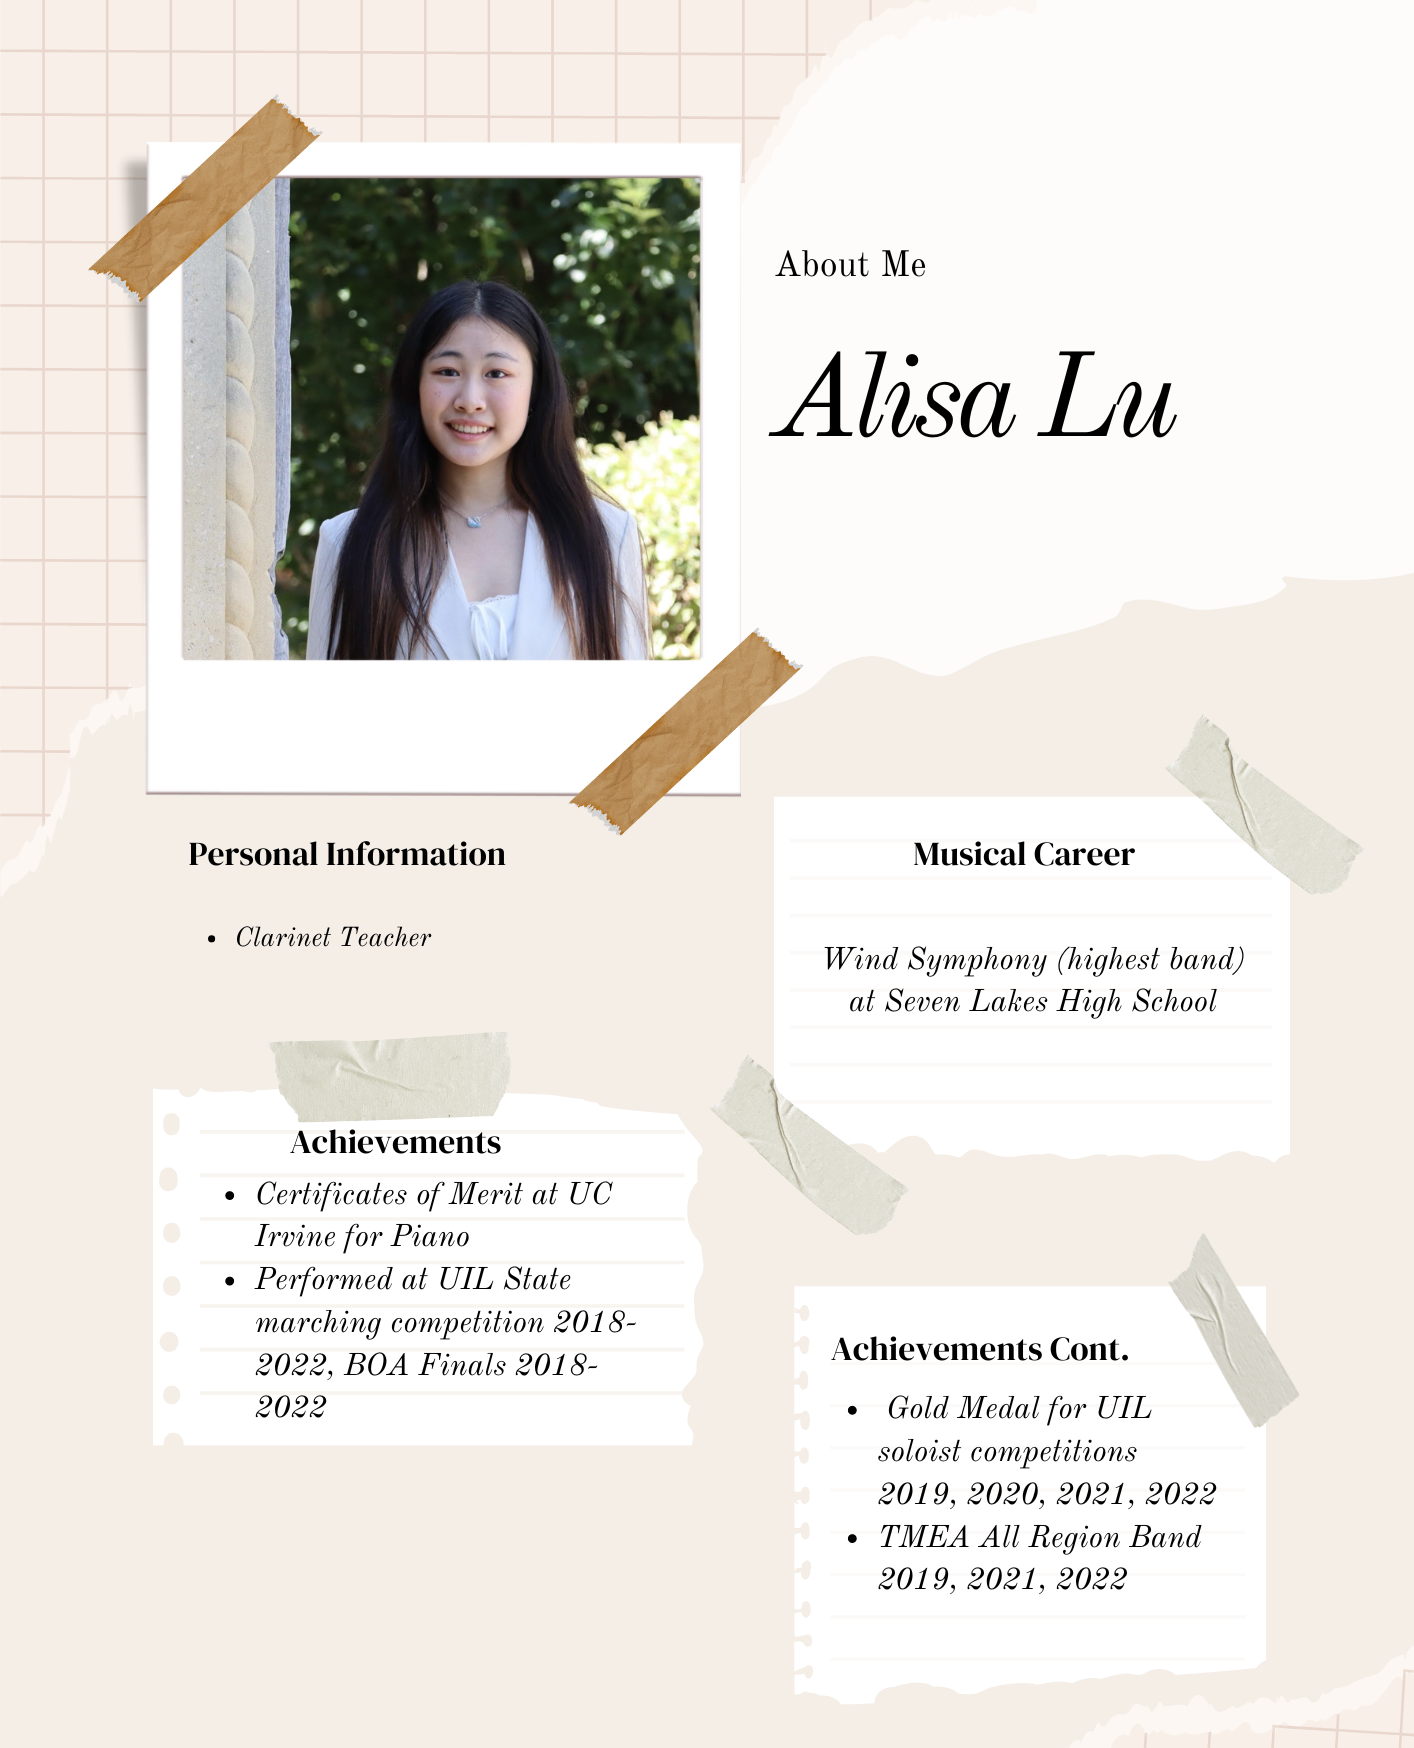 About Me
Alisa Lu
Personal Information
• Clarinet Teacher
Musical Career
Wind Symphony (highest band)
at Seven Lakes High School
Achievements
• Certificates of Merit at UC
Irvine for Piano
• Performed at UIL State
marching competition 2018-
2022, BOA Finals 2018-
2022
Achievements Cont.
• Gold Medal for UIL
soloist competitions
2019, 2020, 2021, 2022
• TMEA All Region Band
2019, 2021, 2022